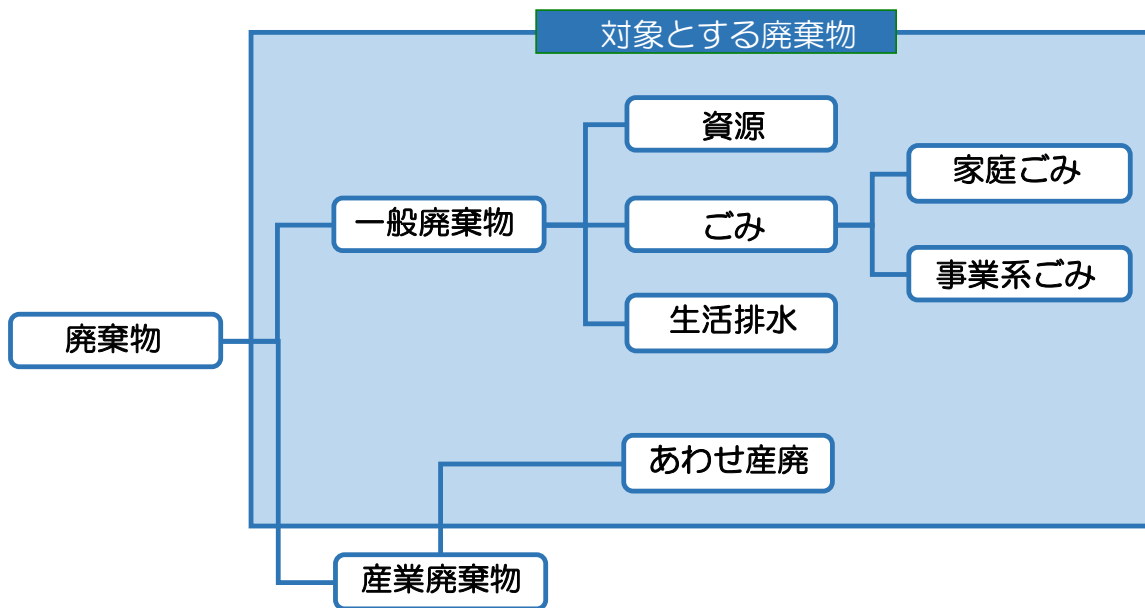 対象とする廃棄物
資源
家庭ごみ
一般廃棄物
ごみ
事業系ごみ
生活排水
廃棄物
あわせ産廃
産業廃棄物